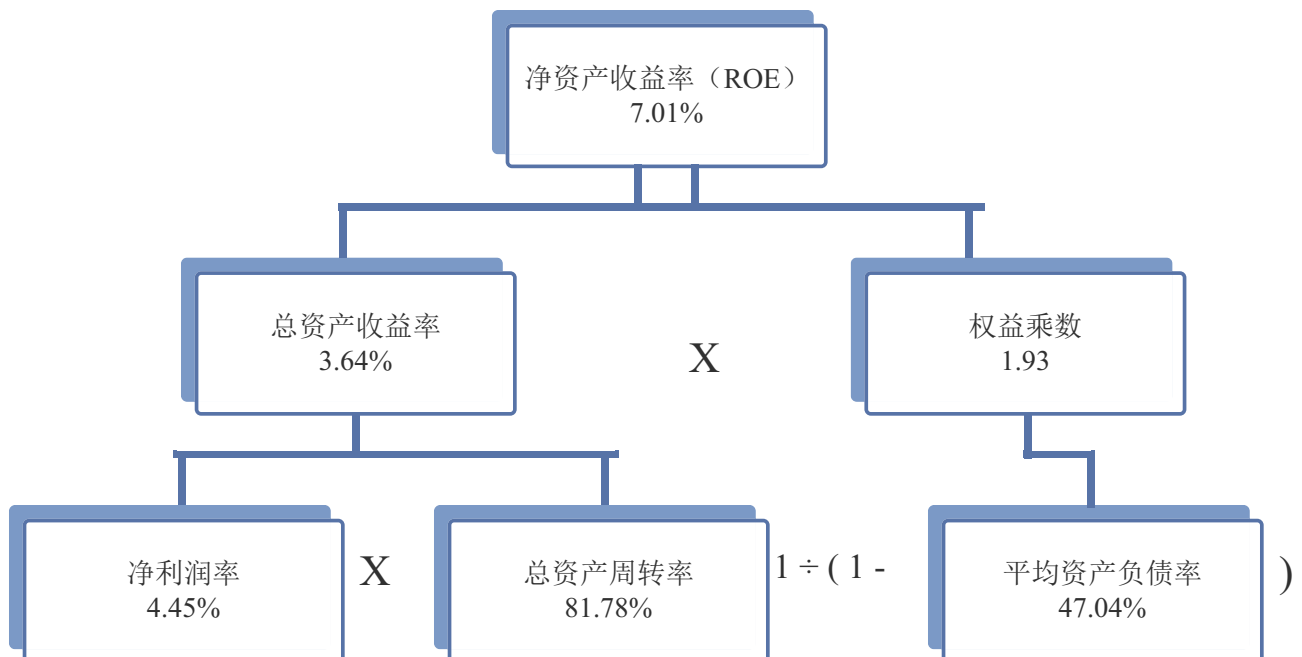 净资产收益率（ROE）
7.01%
总资产收益率
3.64%
X
权益乘数
1.93
净利润率
4.45%
X
总资产周转率
81.78%
1 ÷ ( 1 -
平均资产负债率
47.04%
)